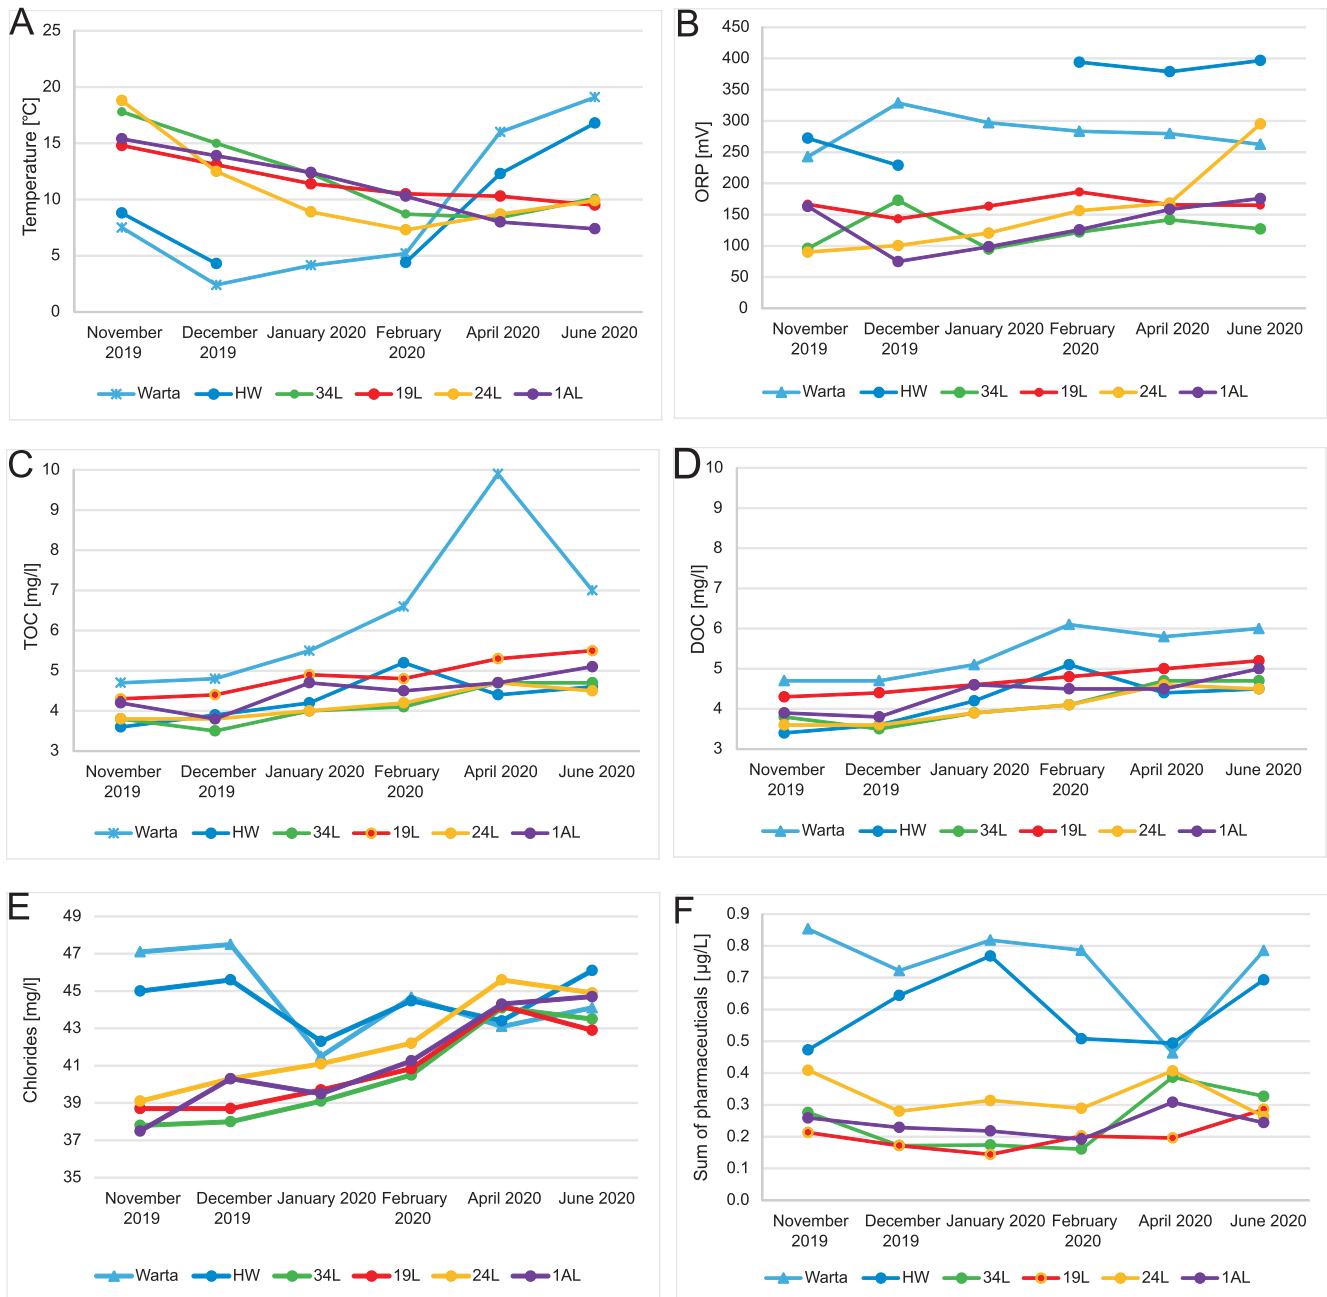 A
25
20
15
10
5
0
Temperature [°C]
November 2019
December 2019
January 2020
February 2020
April 2020
June 2020
Warta HW 34L 19L 24L 1AL
B
450
400
350
300
250
200
150
100
50
0
ORP [mV]
November 2019
December 2019
January 2020
February 2020
April 2020
June 2020
Warta HW 34L 19L 24L 1AL
C
10
9
8
7
6
5
4
3
TOC [mg/l]
November 2019
December 2019
January 2020
February 2020
April 2020
June 2020
Warta HW 34L 19L 24L 1AL
D
10
9
8
7
6
5
4
3
DOC [mg/l]
November 2019
December 2019
January 2020
February 2020
April 2020
June 2020
Warta HW 34L 19L 24L 1AL
E
49
47
45
43
41
39
37
35
Chlorides [mg/l]
November 2019
December 2019
January 2020
February 2020
April 2020
June 2020
Warta HW 34L 19L 24L 1AL
F
0.9
0.8
0.7
0.6
0.5
0.4
0.3
0.2
0.1
0.0
Sum of pharmaceuticals [µg/L]
November 2019
December 2019
January 2020
February 2020
April 2020
June 2020
Warta HW 34L 19L 24L 1AL